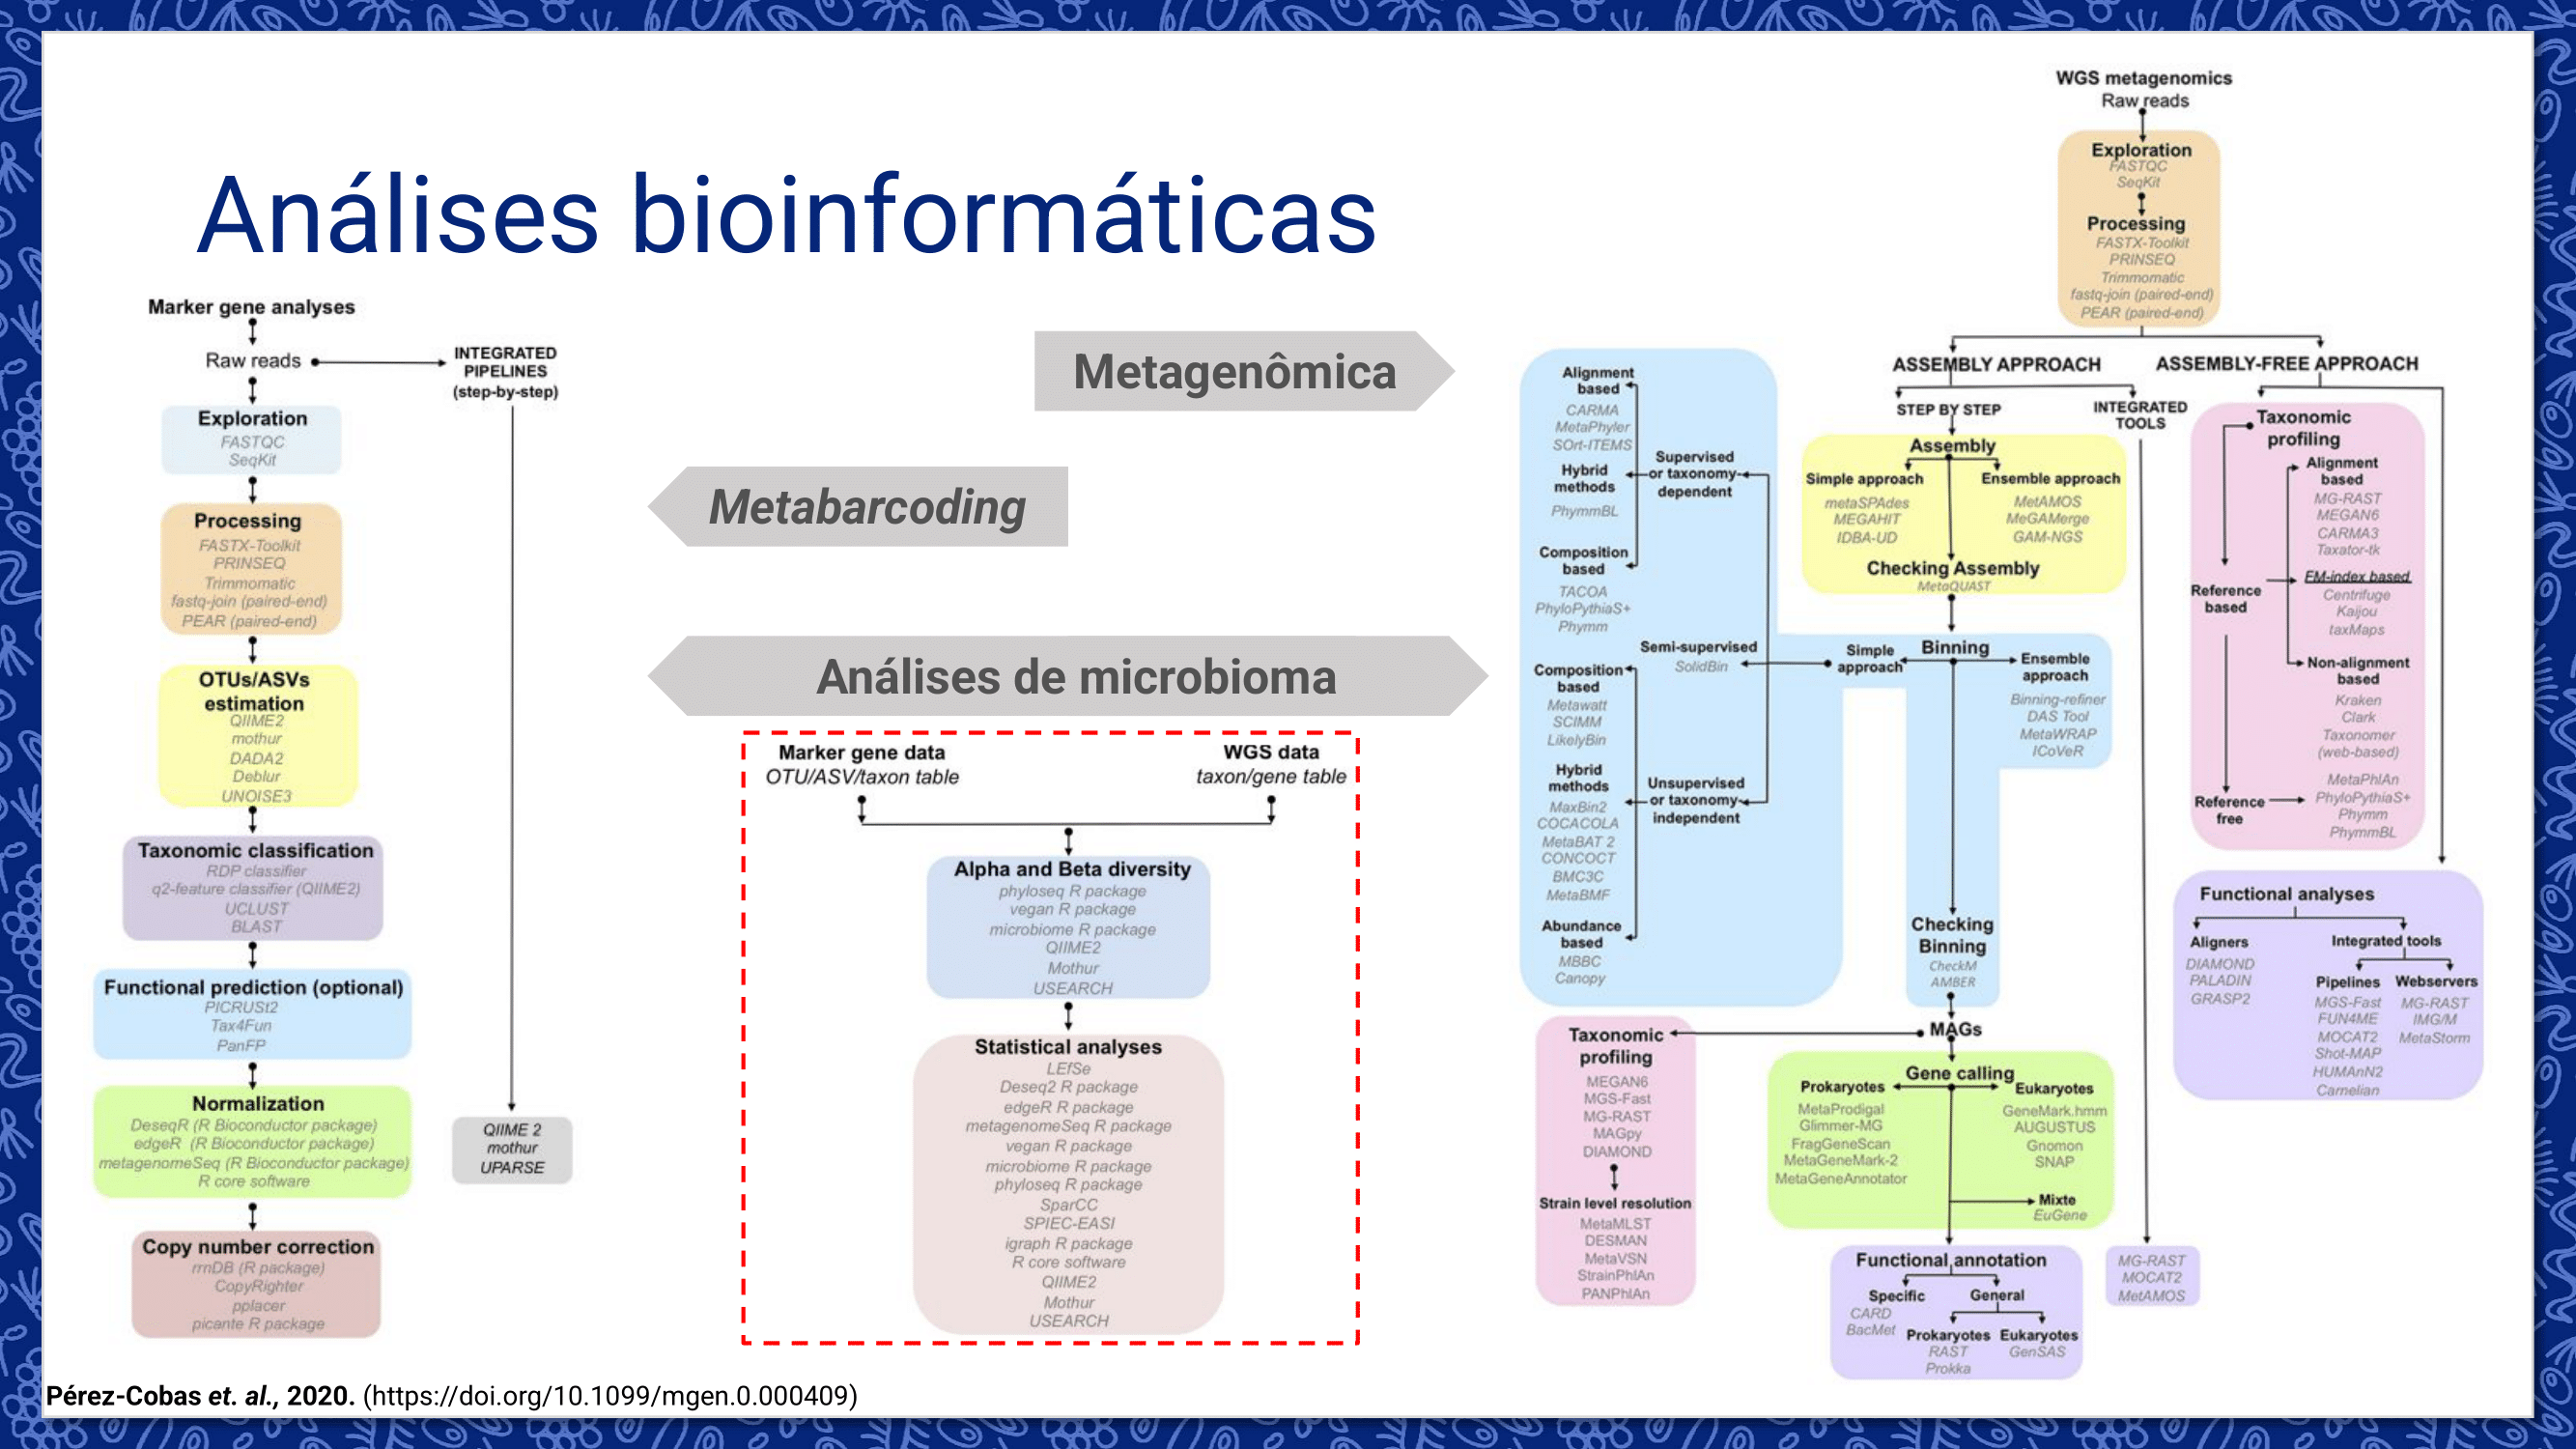 Análises bioinformáticas
Marker gene analyses
Raw reads
INTEGRATED
PIPELINES
(step-by-step)
Exploration
FASTQC
SeqKit
Processing
FASTX-Toolkit
PRINSEQ
Trimmomatic
fastq-join (paired-end)
PEAR (paired-end)
OTUs/ASVs
estimation
QIIME2
mothur
DADA2
Deblur
UNOISE3
Taxonomic classification
RDP classifier
q2-feature classifier (QIIME2)
UCLUST
BLAST
Functional prediction (optional)
PICRUSt2
Tax4Fun
PanFP
Normalization
DeseqR (R Bioconductor package)
edgeR (R Bioconductor package)
metagenomeSeq (R Bioconductor package)
R core software
Copy number correction
rrnDB (R package)
CopyRighter
pplacer
picante R package
QIIME 2
mothur
UPARSE
Metagenômica
Metabarcoding
Análises de microbioma
Marker gene data
OTU/ASV/taxon table
WGS data
taxon/gene table
Alpha and Beta diversity
phyloseq R package
vegan R package
microbiome R package
QIIME2
Mothur
USEARCH
Statistical analyses
LEfSe
Deseq2 R package
edgeR R package
metagenomeSeq R package
vegan R package
microbiome R package
phyloseq R package
SparCC
SPIEC-EASI
igraph R package
R core software
QIIME2
Mothur
USEARCH
WGS metagenomics
Raw reads
Exploration
FASTQC
SeqKit
Processing
FASTX-Toolkit
PRINSEQ
Trimmomatic
fastq-join (paired-end)
PEAR (paired-end)
ASSEMBLY APPROACH
ASSEMBLY-FREE APPROACH
STEP BY STEP
INTEGRATED
TOOLS
Assembly
Simple approach
metaSPAdes
MEGAHIT
IDBA-UD
Ensemble approach
MetAMOS
MeGAMerge
GAM-NGS
Checking Assembly
MetaQUAST
Binning
Simple
approach
Ensemble
approach
Binning-refiner
DAS Tool
MetaWRAP
ICoVeR
Alignment
based
CARMA
MetaPhyler
SOrt-ITEMS
Hybrid
methods
PhymmBL
Composition
based
TACOA
PhyloPythiaS+
Phymm
Supervised
or taxonomy-
dependent
Semi-supervised
SolidBin
Composition
based
Metawatt
SCIMM
LikelyBin
Hybrid
methods
MaxBin2
COCACOLA
MetaBAT 2
CONCOCT
BMC3C
MetaBMF
Abundance
based
MBBC
Canopy
Unsupervised
or taxonomy-
independent
Checking
Binning
CheckM
AMBER
MAGs
Taxonomic
profiling
MEGAN6
MGS-Fast
MG-RAST
MAGpy
DIAMOND
Strain level resolution
MetaMLST
DESMAN
MetaVSN
StrainPhlAn
PANPhlAn
Gene calling
Prokaryotes
MetaProdigal
Glimmer-MG
FragGeneScan
MetaGeneMark-2
MetaGeneAnnotator
Eukaryotes
GeneMark.hmm
AUGUSTUS
Gnomon
SNAP
Mixte
EuGene
Functional annotation
Specific
CARD
BacMet
General
Prokaryotes
RAST
Prokka
Eukaryotes
GenSAS
MG-RAST
MOCAT2
MetAMOS
Taxonomic
profiling
Reference
based
Alignment
based
MG-RAST
MEGAN6
CARMA3
Taxator-tk
FM-index based
Centrifuge
Kaijou
taxMaps
Non-alignment
based
Kraken
Clark
Taxonomer
(web-based)
Reference
free
MetaPhlAn
PhyloPythiaS+
Phymm
PhymmBL
Functional analyses
Aligners
DIAMOND
PALADIN
GRASP2
Integrated tools
Pipelines
MGS-Fast
FUN4ME
MOCAT2
Shot-MAP
HUMAnN2
Carnelian
Webservers
MG-RAST
IMG/M
MetaStorm
Pérez-Cobas et. al., 2020. (https://doi.org/10.1099/mgen.0.000409)